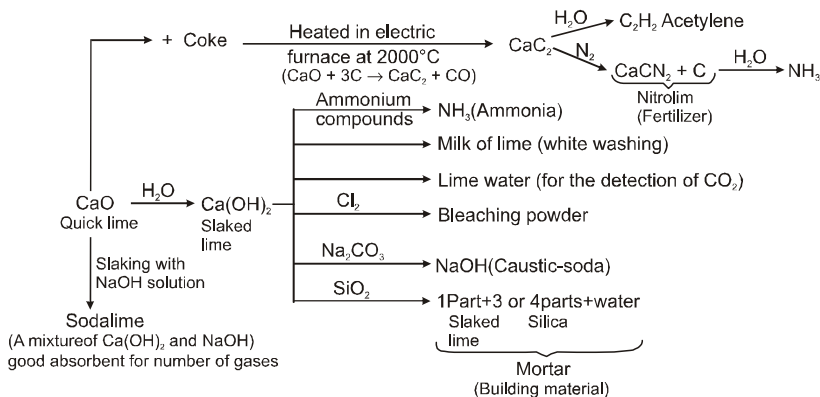 + Coke
Heated in electric
furnace at 2000°C
(CaO + 3C → CaC₂ + CO)
CaC₂
H₂O
C₂H₂ Acetylene
N₂
CaCN₂ + C
H₂O
NH₃
Nitrolim
(Fertilizer)
Ammonium
compounds
NH₃(Ammonia)
Milk of lime (white washing)
Lime water (for the detection of CO₂)
CaO
Quick lime
H₂O
Ca(OH)₂
Slaked
lime
Cl₂
Bleaching powder
Na₂CO₃
NaOH(Caustic-soda)
SiO₂
1Part+3 or 4parts+water
Slaked
lime
Silica
Mortar
(Building material)
Slaking with
NaOH solution
Sodalime
(A mixtureof Ca(OH)₂ and NaOH)
good absorbent for number of gases